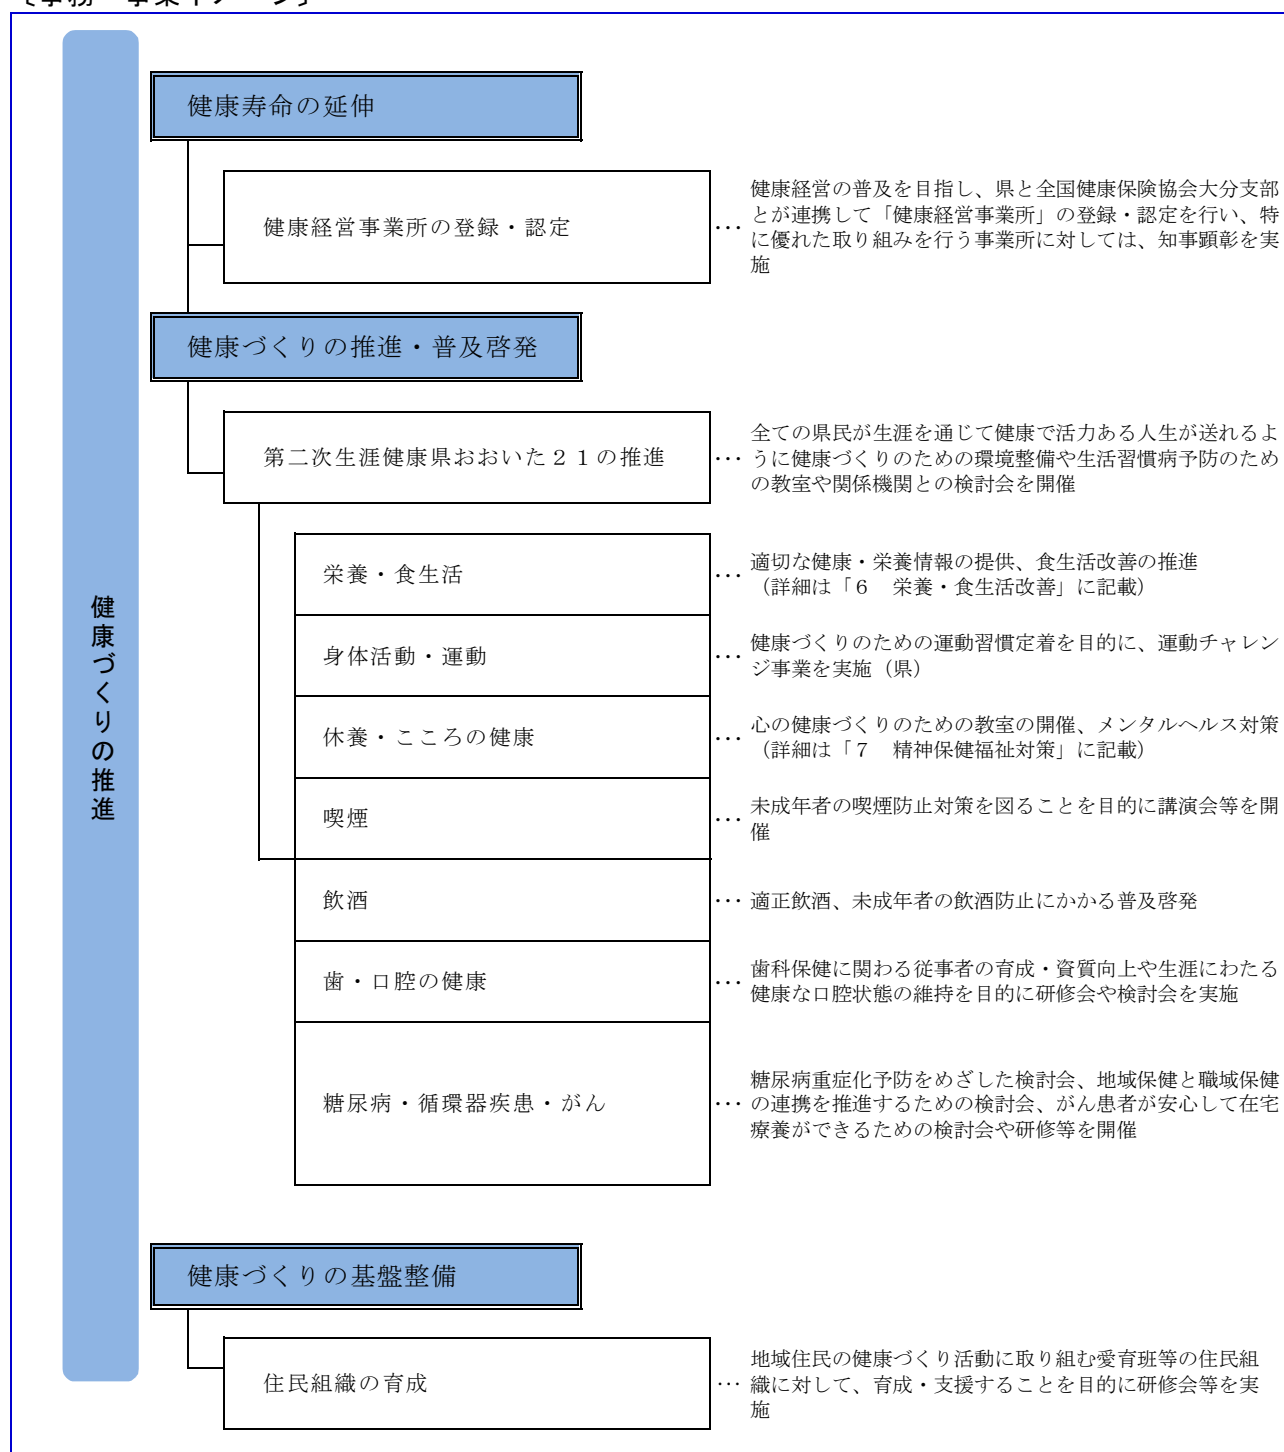 健康づくりの推進
健康寿命の延伸
健康経営事業所の登録・認定
… 健康経営の普及を目指し、県と全国健康保険協会大分支部
とが連携して「健康経営事業所」の登録・認定を行い、特
に優れた取り組みを行う事業所に対しては、知事顕彰を実
施
健康づくりの推進・普及啓発
第二次生涯健康県おおいた２１の推進
… 全ての県民が生涯を通じて健康で活力ある人生が送れるよ
うに健康づくりのための環境整備や生活習慣病予防のため
の教室や関係機関との検討会を開催
栄養・食生活
… 適切な健康・栄養情報の提供、食生活改善の推進
（詳細は「６　栄養・食生活改善」に記載）
身体活動・運動
… 健康づくりのための運動習慣定着を目的に、運動チャレン
ジ事業を実施（県）
休養・こころの健康
… 心の健康づくりのための教室の開催、メンタルヘルス対策
（詳細は「７　精神保健福祉対策」に記載）
喫煙
… 未成年者の喫煙防止対策を図ることを目的に講演会等を開
催
飲酒
… 適正飲酒、未成年者の飲酒防止にかかる普及啓発
歯・口腔の健康
… 歯科保健に関わる従事者の育成・資質向上や生涯にわたる
健康な口腔状態の維持を目的に研修会や検討会を実施
糖尿病・循環器疾患・がん
… 糖尿病重症化予防をめざした検討会、地域保健と職域保健
の連携を推進するための検討会、がん患者が安心して在宅
療養ができるための検討会や研修等を開催
健康づくりの基盤整備
住民組織の育成
… 地域住民の健康づくり活動に取り組む愛育班等の住民組
織に対して、育成・支援することを目的に研修会等を実
施